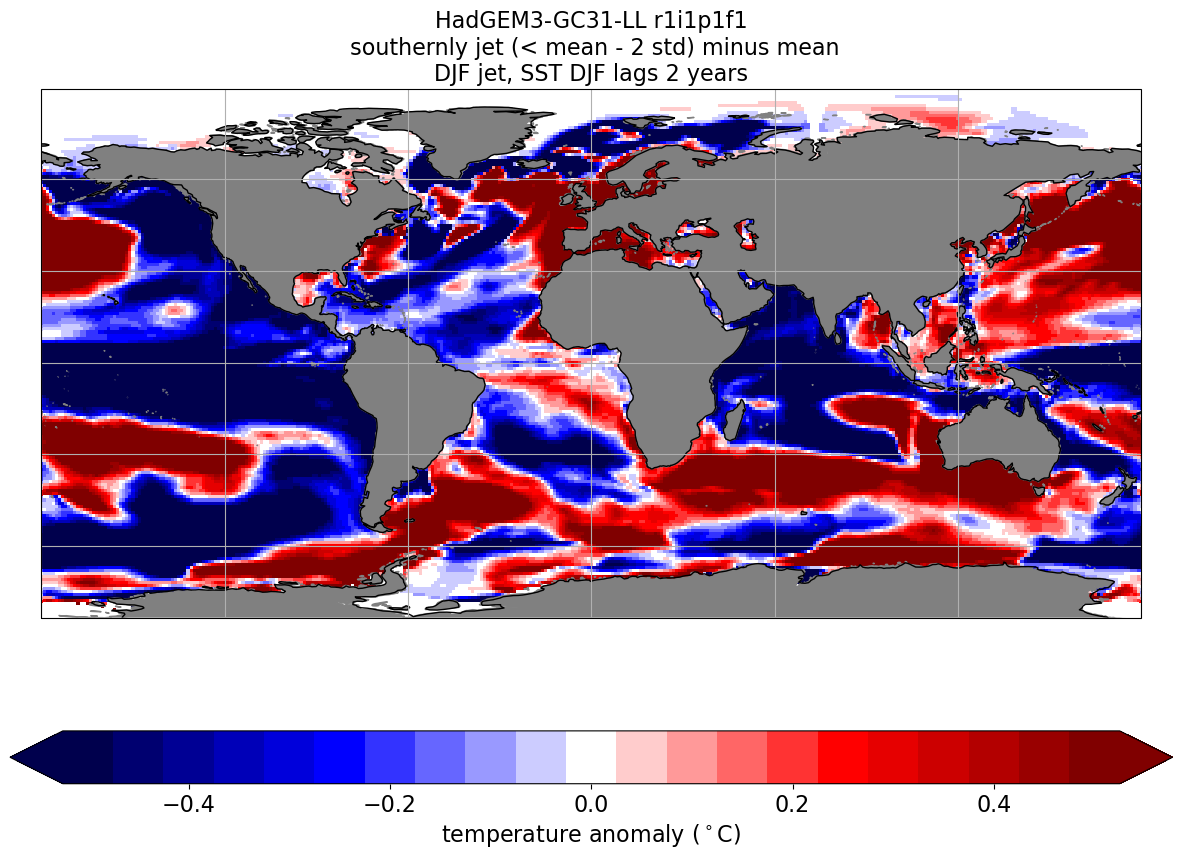 HadGEM3-GC31-LL r1i1p1f1
southernly jet (< mean - 2 std) minus mean
DJF jet, SST DJF lags 2 years
−0.4 −0.2 0.0 0.2 0.4
temperature anomaly (°C)